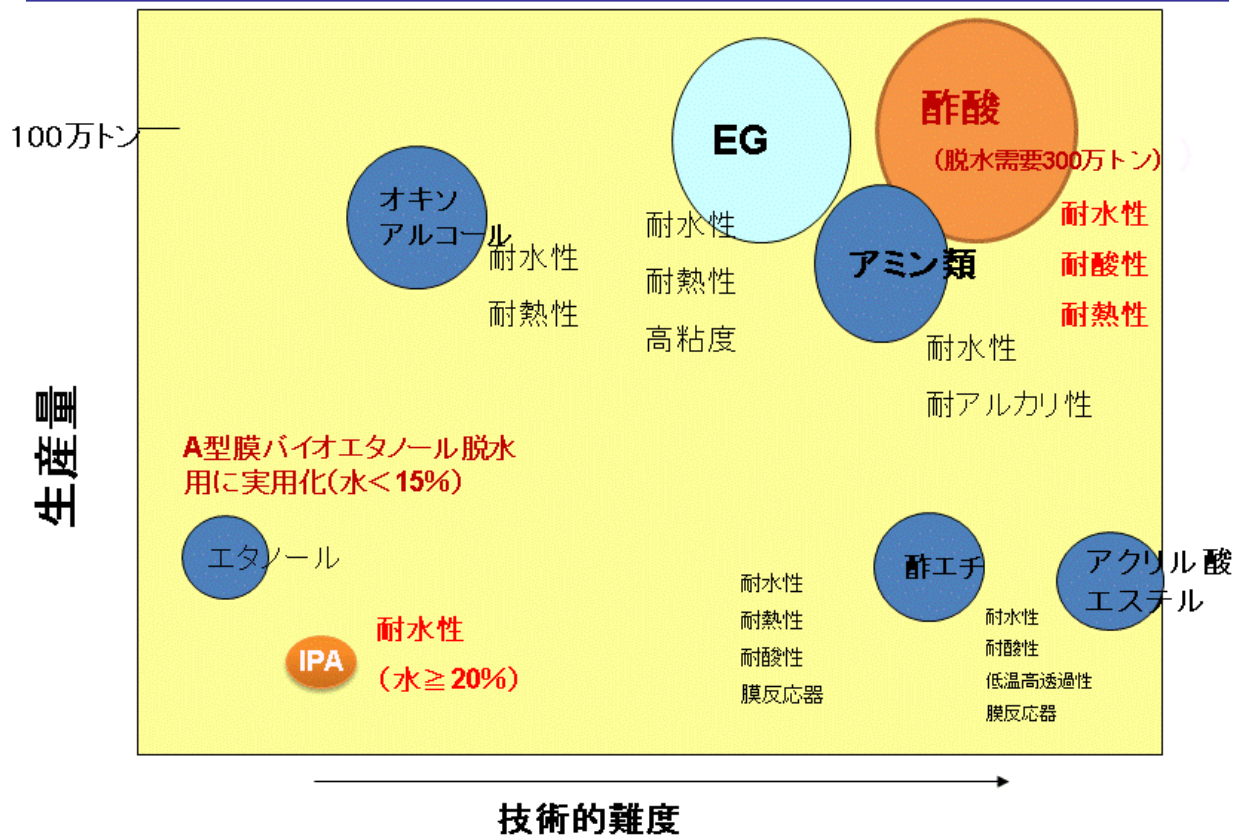 100万トン
EG
酢酸
（脱水需要300万トン）
オキソ
アルコール
耐水性
耐熱性
耐水性
耐熱性
高粘度
アミン類
耐水性
耐酸性
耐熱性
耐水性
耐アルカリ性
生産量
A型膜バイオエタノール脱水
用に実用化(水＜15%)
エタノール
IPA
耐水性
（水≧20%）
耐水性
耐熱性
耐酸性
膜反応器
酢エチ
耐水性
耐酸性
低温高透過性
膜反応器
アクリル酸
エステル
技術的難度